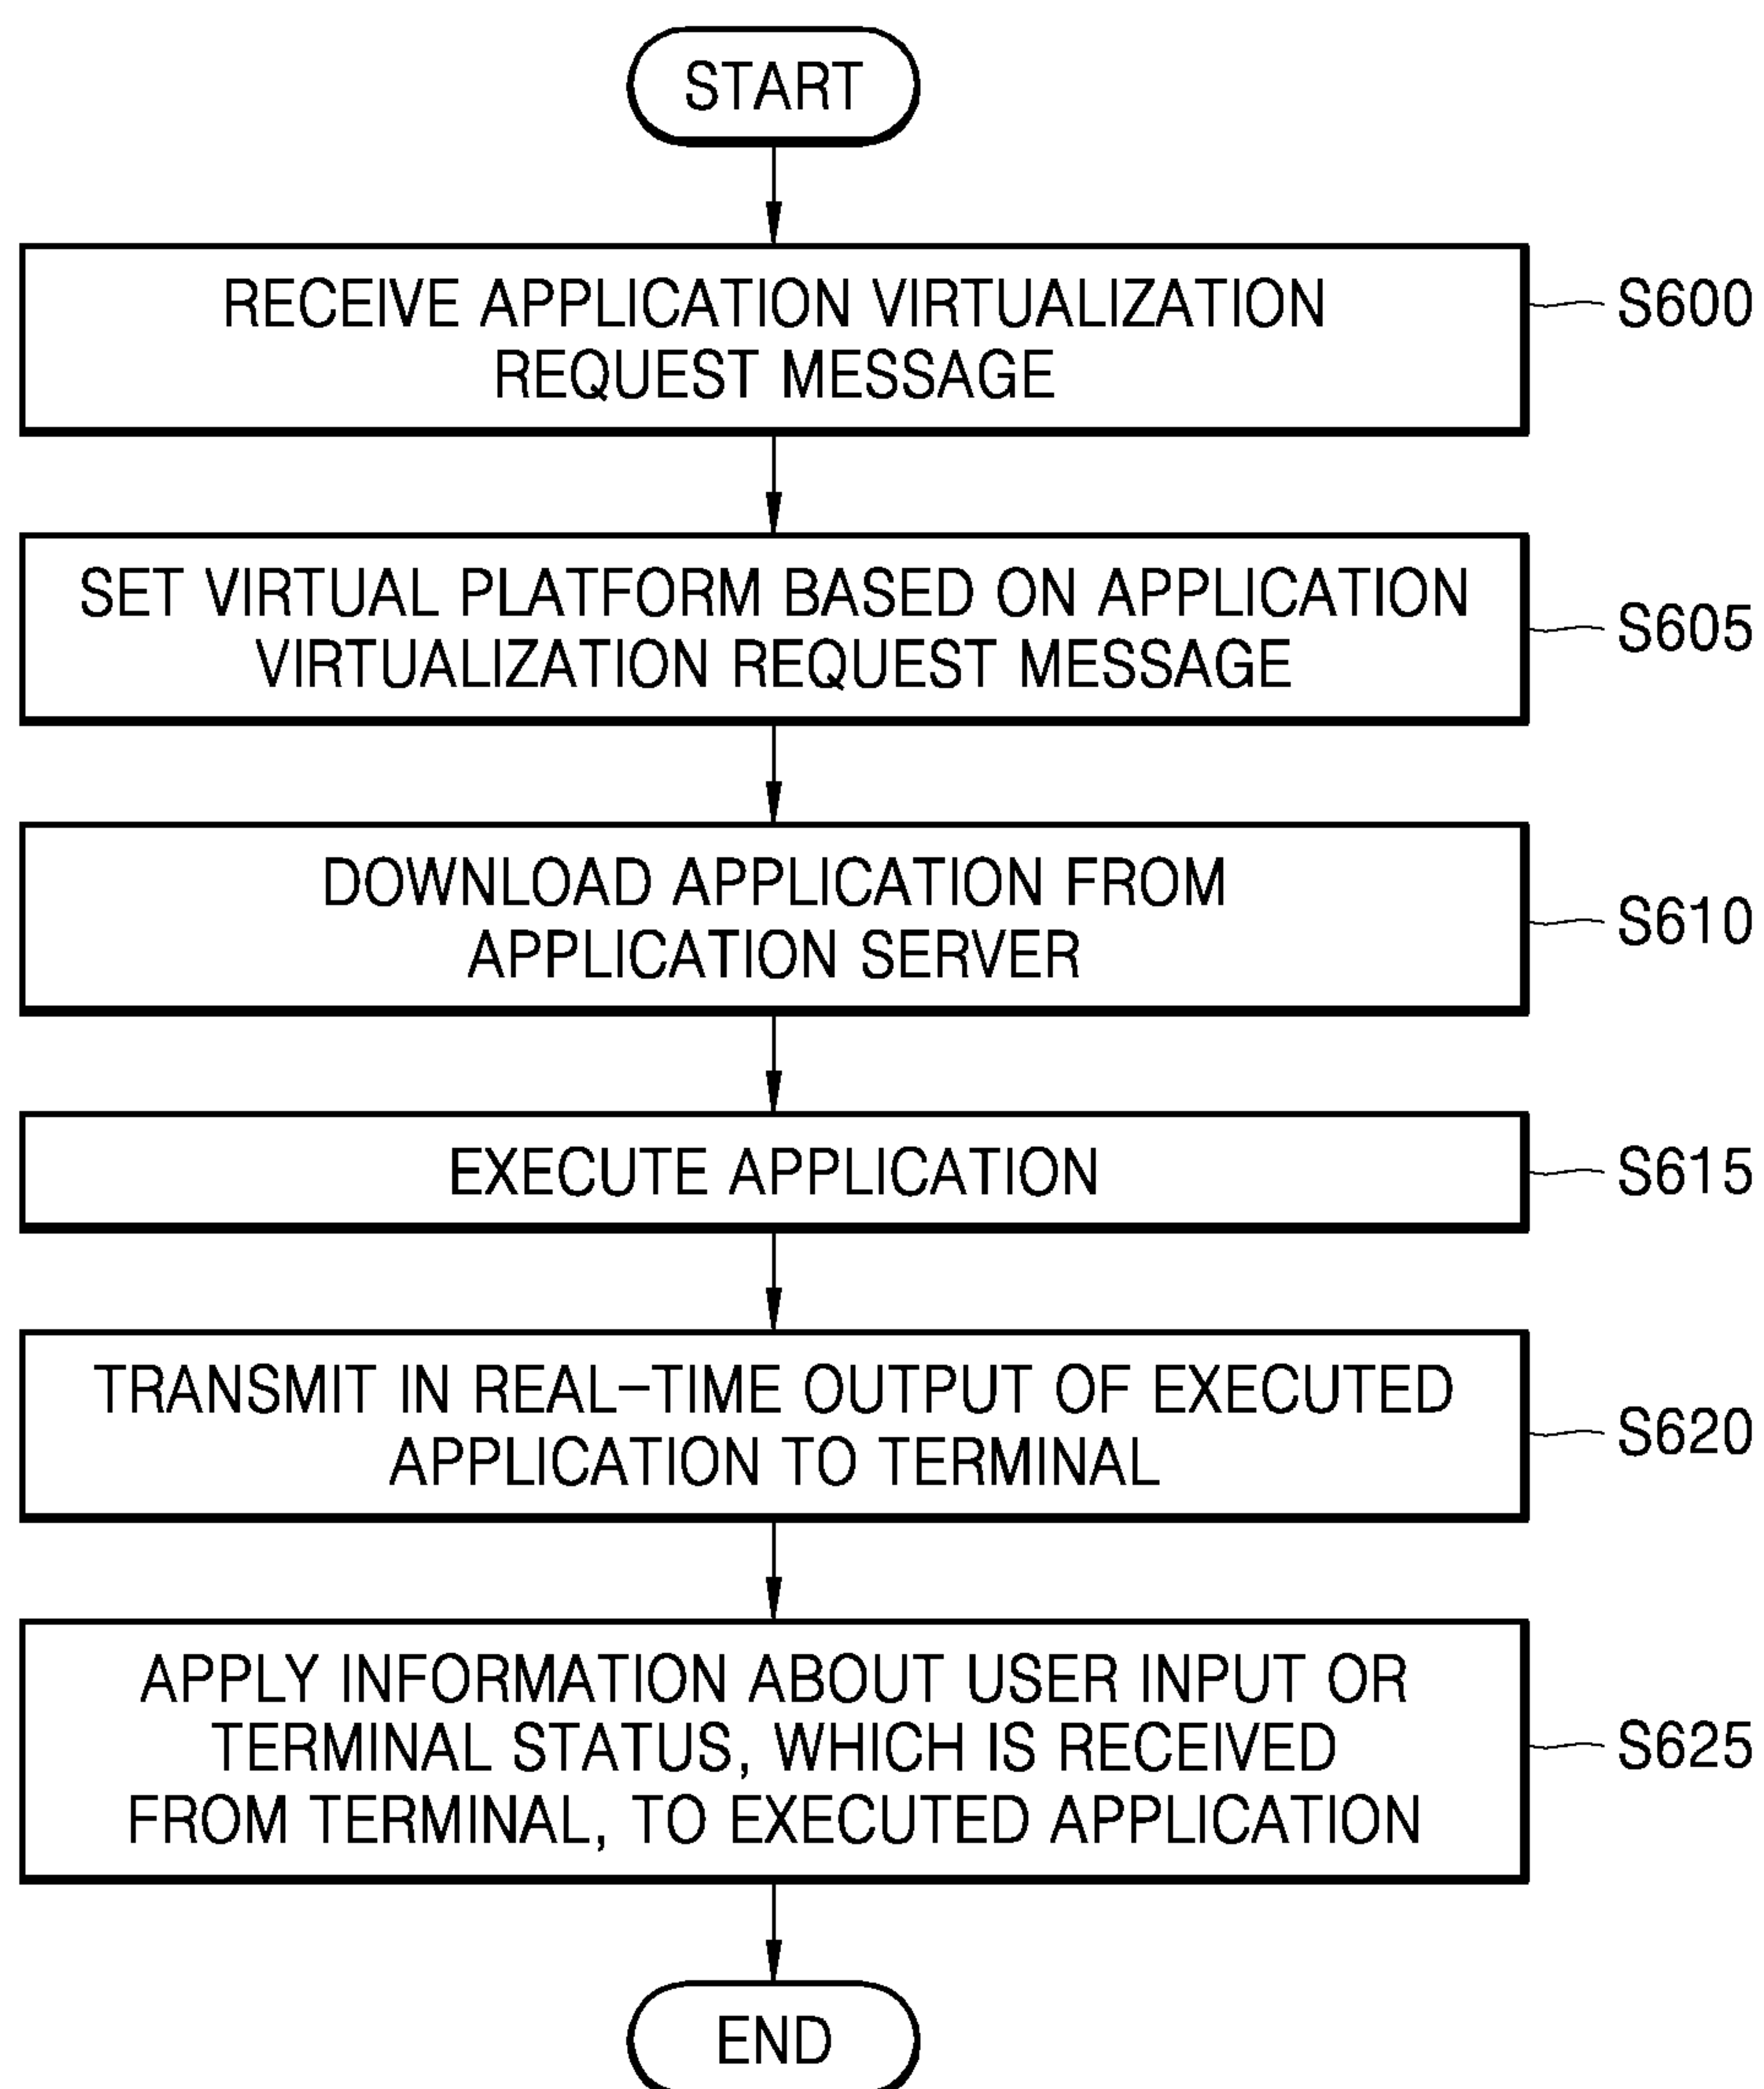 START
RECEIVE APPLICATION VIRTUALIZATION
REQUEST MESSAGE
S600
SET VIRTUAL PLATFORM BASED ON APPLICATION
VIRTUALIZATION REQUEST MESSAGE
S605
DOWNLOAD APPLICATION FROM
APPLICATION SERVER
S610
EXECUTE APPLICATION
S615
TRANSMIT IN REAL-TIME OUTPUT OF EXECUTED
APPLICATION TO TERMINAL
S620
APPLY INFORMATION ABOUT USER INPUT OR
TERMINAL STATUS, WHICH IS RECEIVED
FROM TERMINAL, TO EXECUTED APPLICATION
S625
END